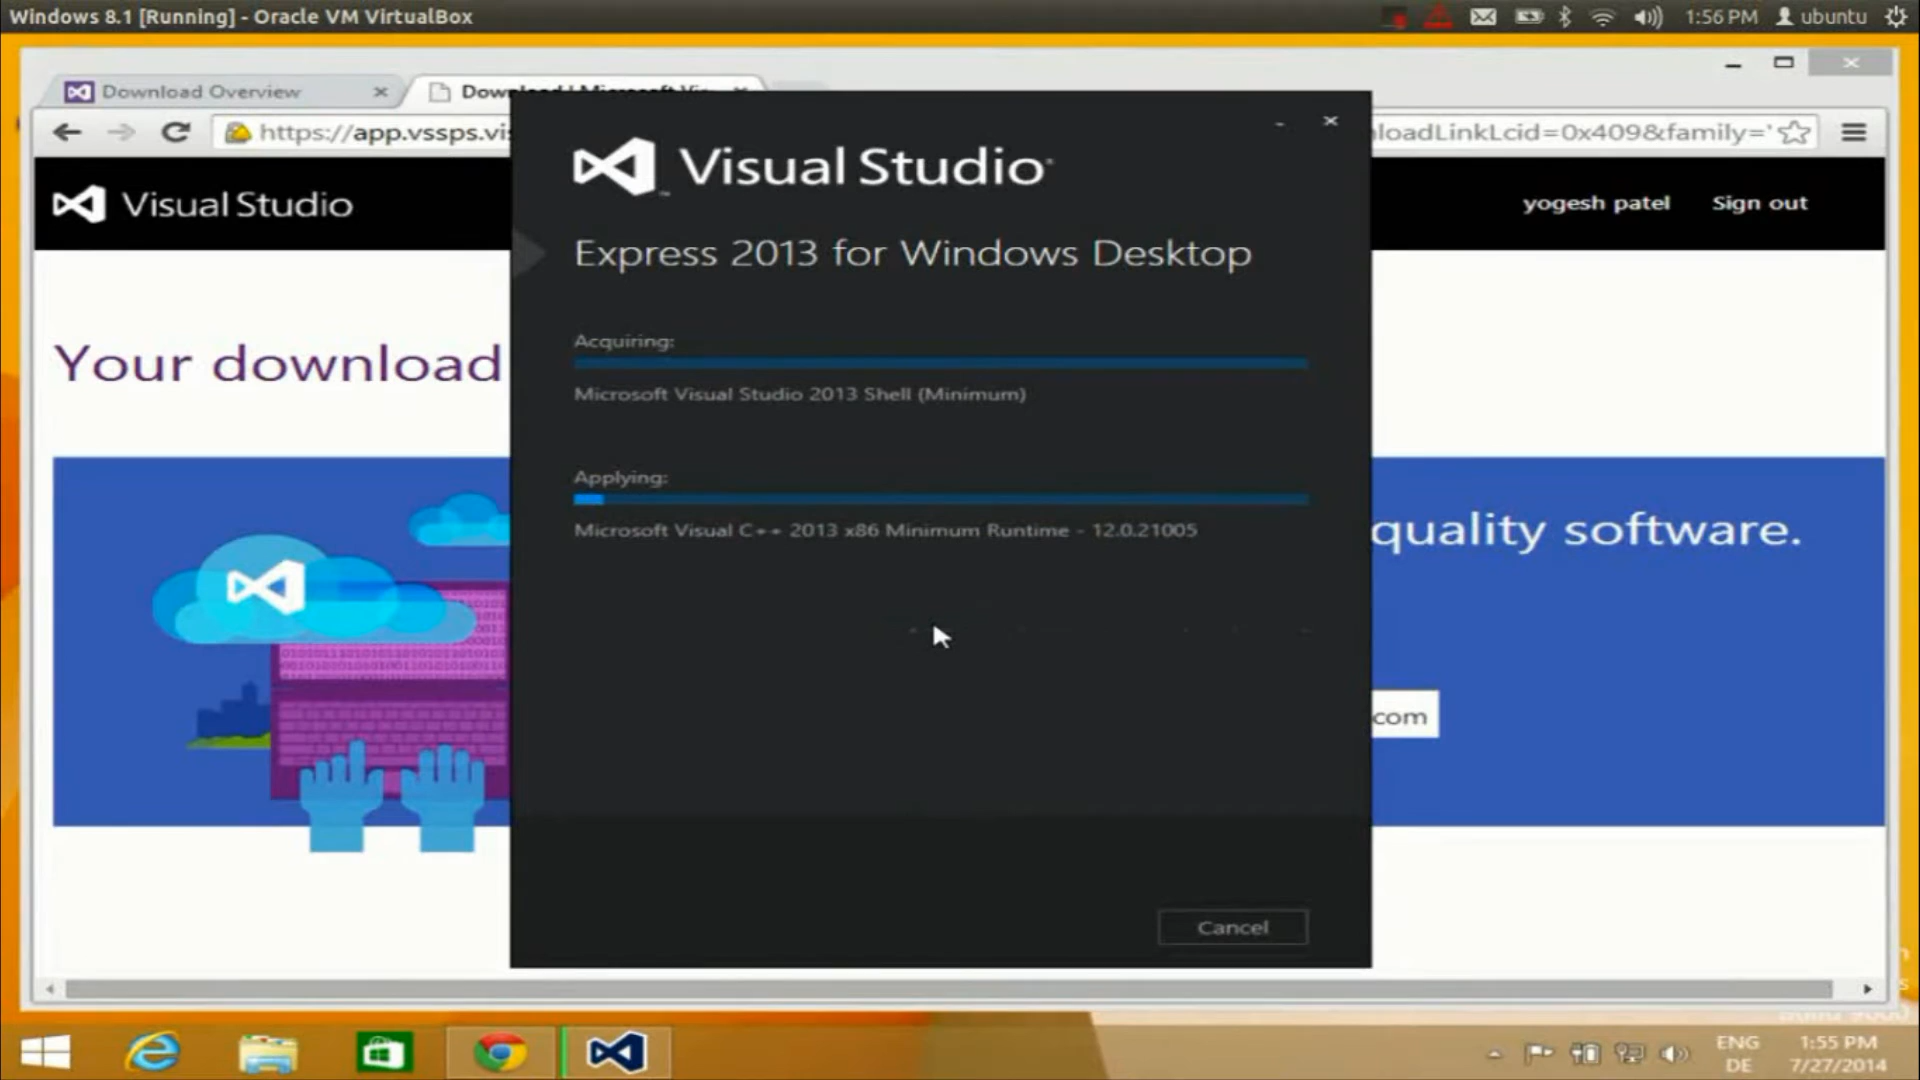 Windows 8.1 [Running] - Oracle VM VirtualBox
1:56 PM
ubuntu
Download Overview
https://app.vssps.vis
loadLinkLcid=0x409&family='
Visual Studio
yogesh patel
Sign out
Visual Studio
Express 2013 for Windows Desktop
Acquiring:
Microsoft Visual Studio 2013 Shell (Minimum)
Applying:
Microsoft Visual C++ 2013 x86 Minimum Runtime - 12.0.21005
Cancel
Your download
quality software.
com
ENG
DE
1:55 PM
7/27/2014